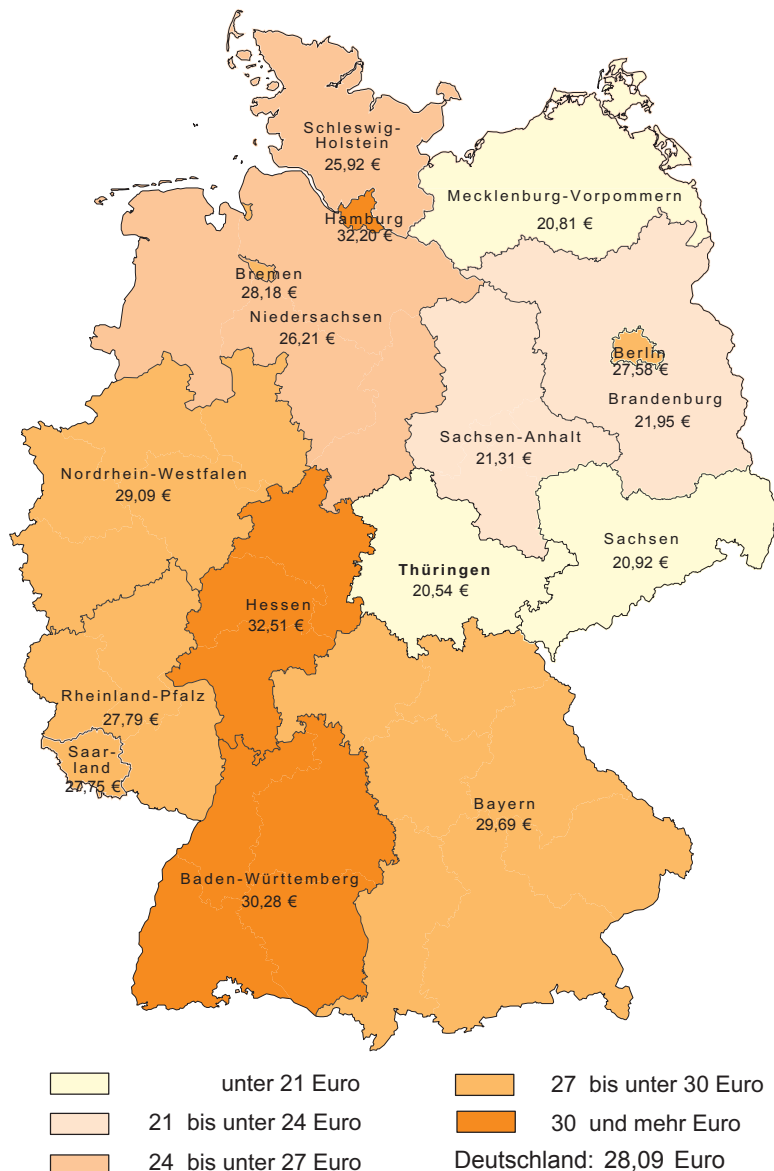 Schleswig-
Holstein
25,92 €
Mecklenburg-Vorpommern
20,81 €
Hamburg
32,20 €
Bremen
28,18 €
Niedersachsen
26,21 €
Berlin
27,58 €
Brandenburg
21,95 €
Sachsen-Anhalt
21,31 €
Nordrhein-Westfalen
29,09 €
Sachsen
20,92 €
Thüringen
20,54 €
Hessen
32,51 €
Rheinland-Pfalz
27,79 €
Saar-
land
27,75 €
Bayern
29,69 €
Baden-Württemberg
30,28 €
unter 21 Euro
21 bis unter 24 Euro
24 bis unter 27 Euro
27 bis unter 30 Euro
30 und mehr Euro
Deutschland: 28,09 Euro